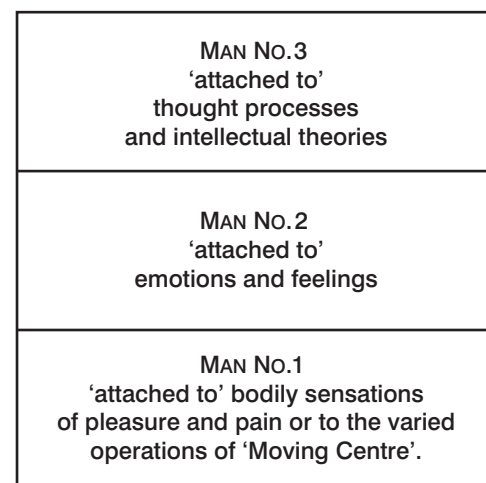 MAN NO.3
‘attached to’
thought processes
and intellectual theories
MAN NO.2
‘attached to’
emotions and feelings
MAN NO.1
‘attached to’ bodily sensations
of pleasure and pain or to the varied
operations of ‘Moving Centre’.